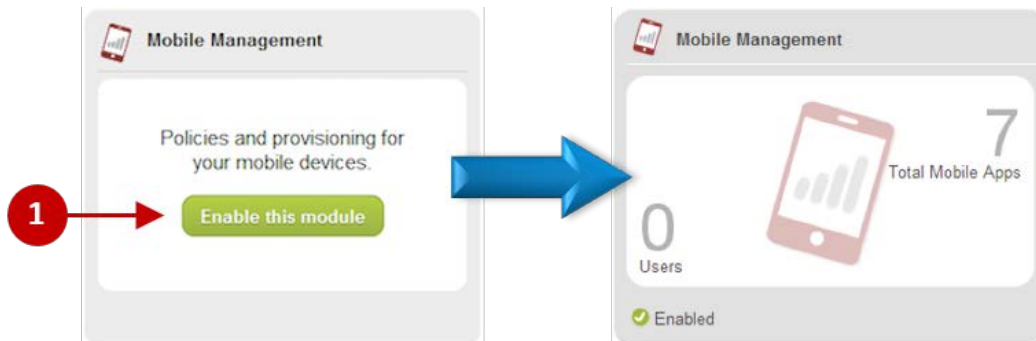 Mobile Management
Policies and provisioning for
your mobile devices.
1
Enable this module
Mobile Management
7
Total Mobile Apps
0
Users
Enabled